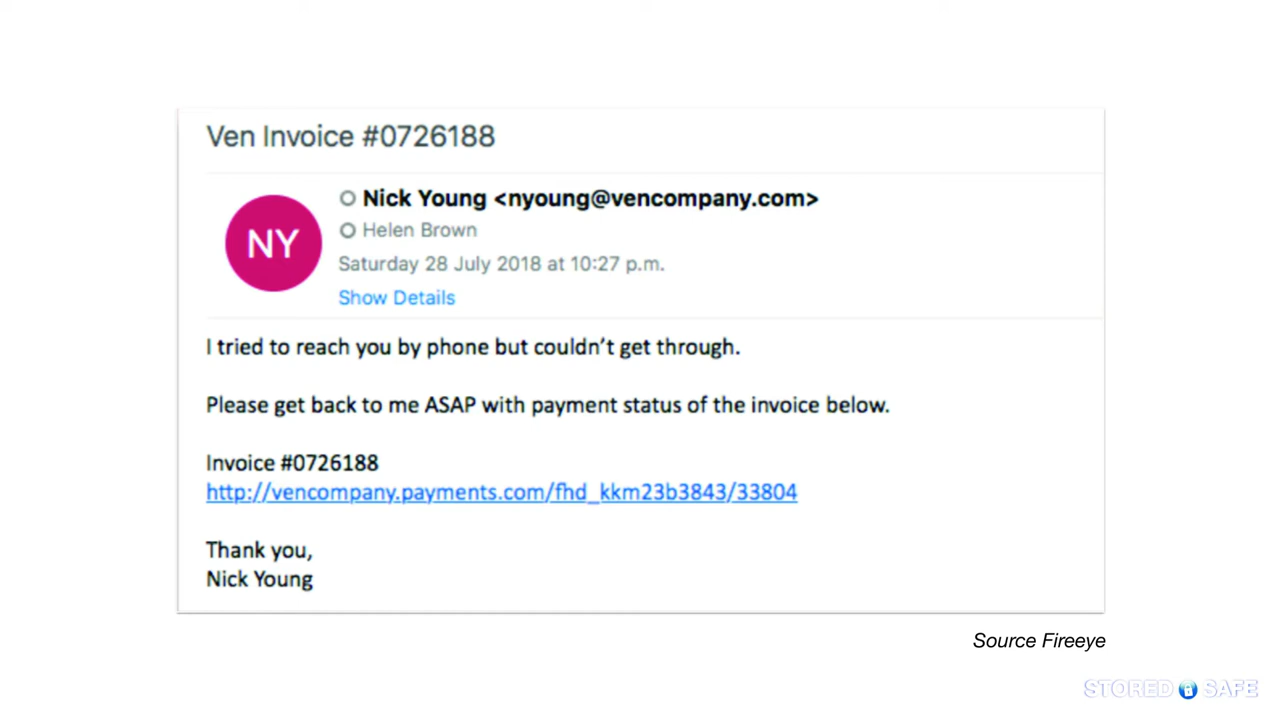 Ven Invoice #0726188
Nick Young <nyoung@vencompany.com>
NY
Helen Brown
Saturday 28 July 2018 at 10:27 p.m.
Show Details
I tried to reach you by phone but couldn’t get through.
Please get back to me ASAP with payment status of the invoice below.
Invoice #0726188
http://vencompany.payments.com/fhd_kkm23b3843/33804
Thank you,
Nick Young
Source Fireeye
STORED SAFE